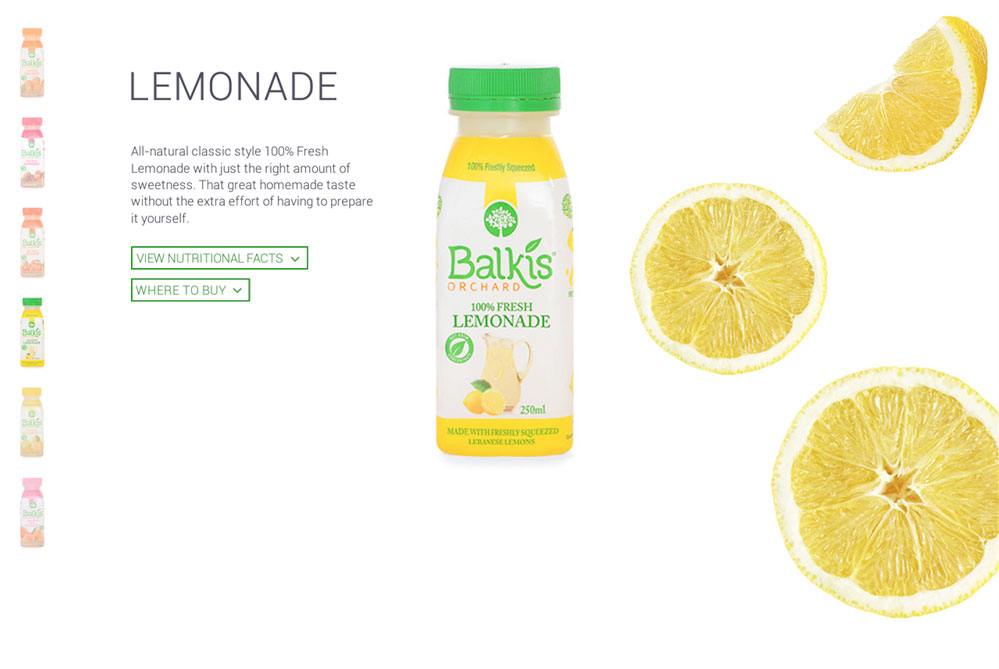 LEMONADE
All-natural classic style 100% Fresh
Lemonade with just the right amount of
sweetness. That great homemade taste
without the extra effort of having to prepare
it yourself.
VIEW NUTRITIONAL FACTS
WHERE TO BUY
100% Freshly Squeezed
Balkis
ORCHARD
100% FRESH
LEMONADE
250ml
MADE WITH FRESHLY SQUEEZED
LEBANESE LEMONS
Balkis